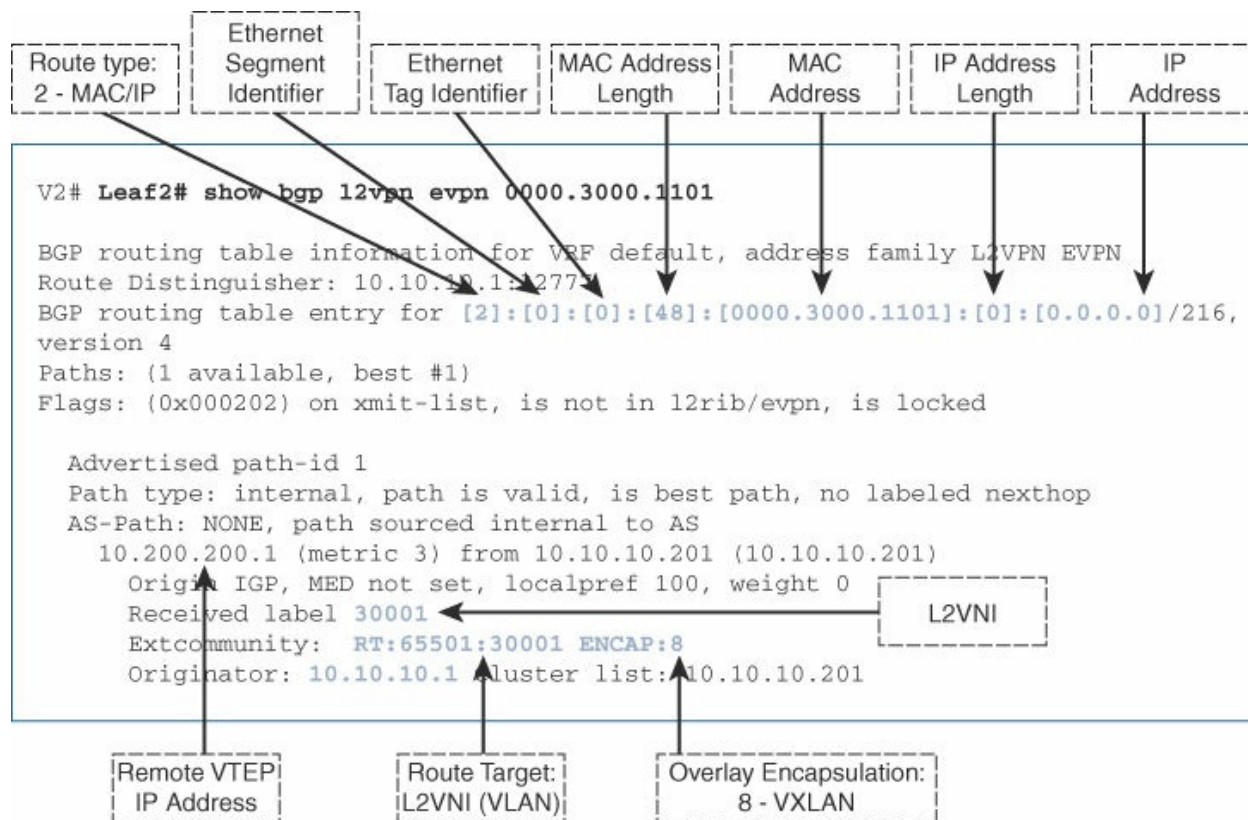 Route type:
2 - MAC/IP
Ethernet
Segment
Identifier
Ethernet
Tag Identifier
MAC Address
Length
MAC
Address
IP Address
Length
IP
Address
V2# Leaf2# show bgp l2vpn evpn 0000.3000.1101
BGP routing table information for VRF default, address family L2VPN EVPN
Route Distinguisher: 10.10.10.1:32777
BGP routing table entry for [2]:[0]:[0]:[48]:[0000.3000.1101]:[0]:[0.0.0.0]/216,
version 4
Paths: (1 available, best #1)
Flags: (0x000202) on xmit-list, is not in l2rib/evpn, is locked
Advertised path-id 1
Path type: internal, path is valid, is best path, no labeled nexthop
AS-Path: NONE, path sourced internal to AS
10.200.200.1 (metric 3) from 10.10.10.201 (10.10.10.201)
Origin IGP, MED not set, localpref 100, weight 0
Received label 30001
L2VNI
Extcommunity: RT:65501:30001 ENCAP:8
Originator: 10.10.10.1 Cluster list: 10.10.10.201
Remote VTEP
IP Address
Route Target:
L2VNI (VLAN)
Overlay Encapsulation:
8 - VXLAN